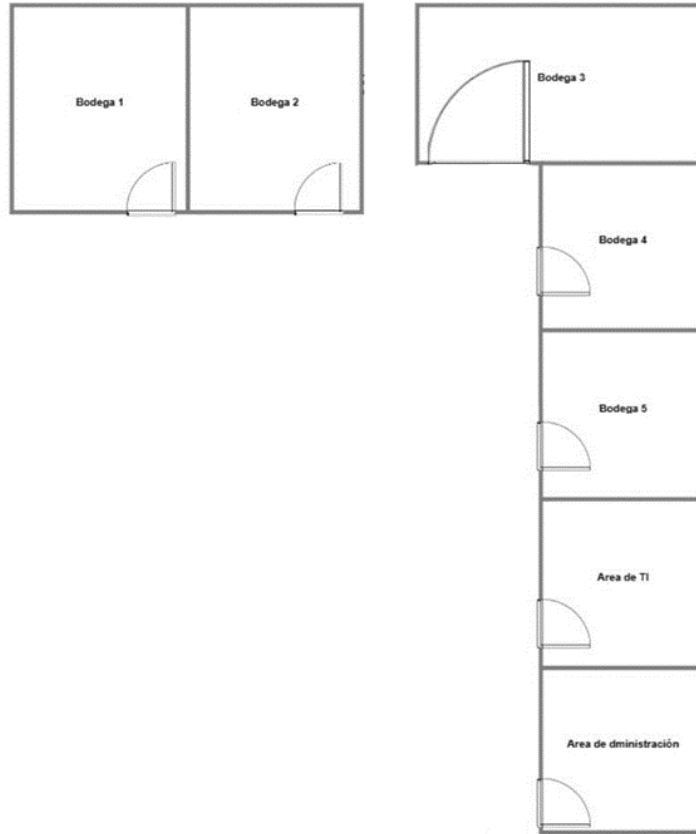 Bodega 1
Bodega 2
Bodega 3
Bodega 4
Bodega 5
Area de TI
Area de dministración